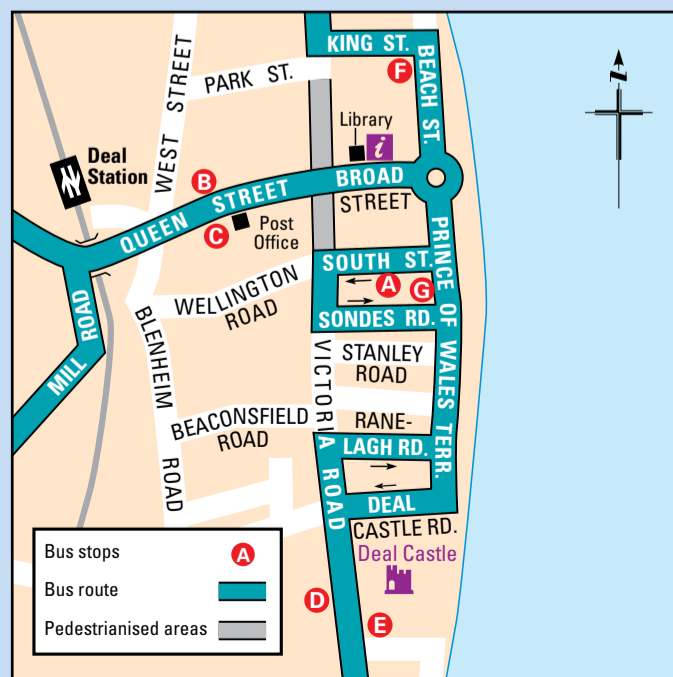 KING ST.
BEACH ST.
F
PARK ST.
WEST STREET
Library
i
Deal
Station
B
QUEEN STREET
BROAD
STREET
C
Post
Office
SOUTH ST.
A
G
PRINCE OF WALES TERR.
WELLINGTON
ROAD
SONDES RD.
MILL ROAD
BLENHEIM ROAD
VICTORIA ROAD
STANLEY
ROAD
BEACONSFIELD
ROAD
RANE-
LAGH RD.
DEAL
CASTLE RD.
Deal Castle
D
E
Bus stops
A
Bus route
Pedestrianised areas
N